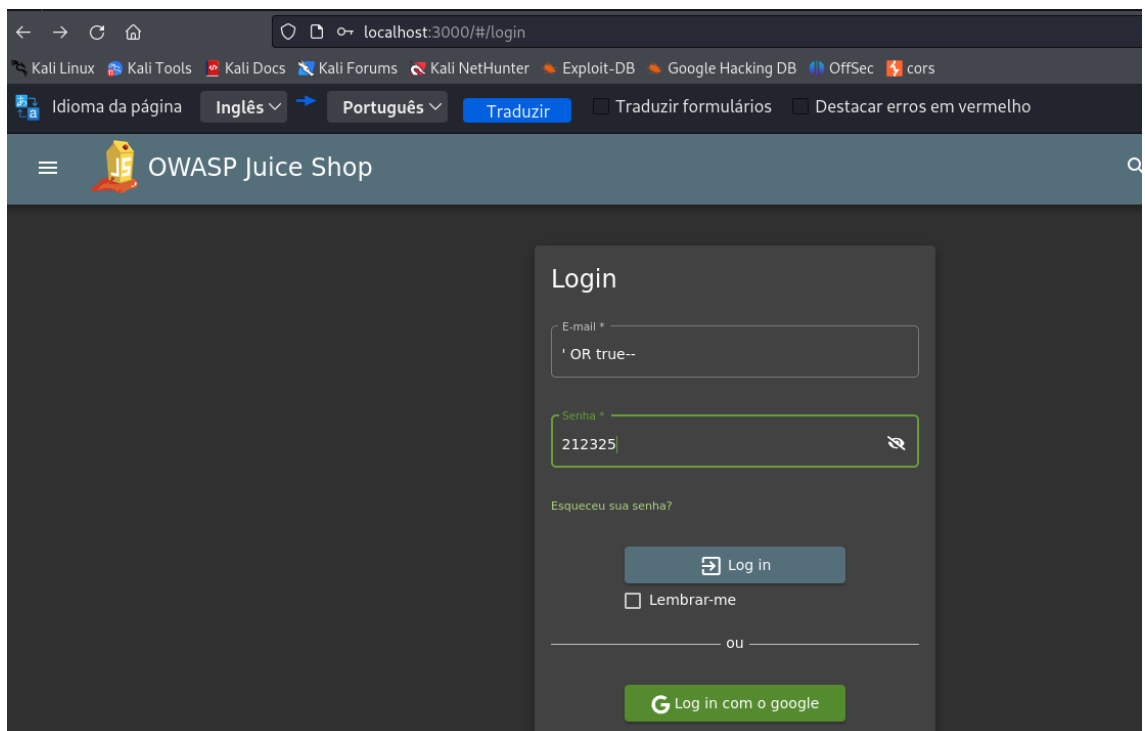 localhost:3000/#/login
Kali Linux Kali Tools Kali Docs Kali Forums Kali NetHunter Exploit-DB Google Hacking DB OffSec cors
Idioma da página Inglês Português Traduzir Traduzir formulários Destacar erros em vermelho
OWASP Juice Shop
Login
E-mail *
' OR true--
Senha *
212325
Esqueceu sua senha?
Log in
Lembrar-me
ou
G Log in com o google